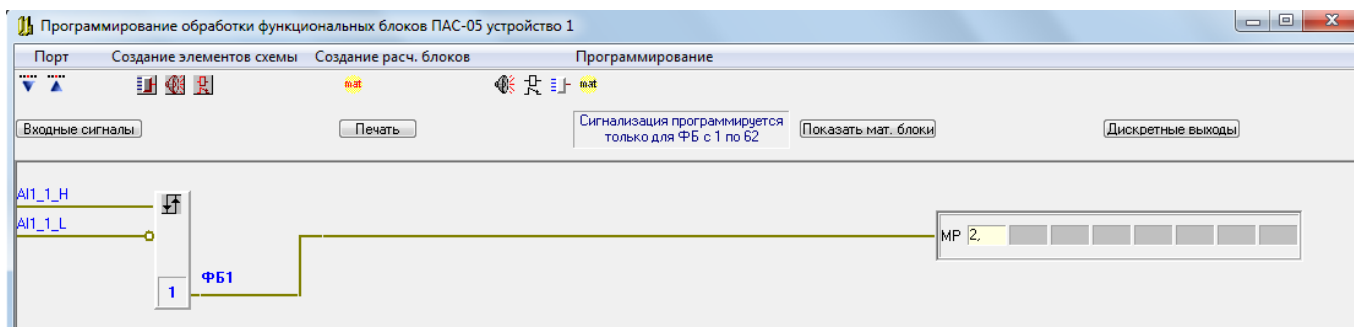 Программирование обработки функциональных блоков ПАС-05 устройство 1
Порт Создание элементов схемы Создание расч. блоков Программирование
mat mat
Входные сигналы Печать Сигнализация программируется Показать мат. блоки Дискретные выходы
только для ФБ с 1 по 62
AI1_1_H
AI1_1_L
МР 2,
ФБ1
1